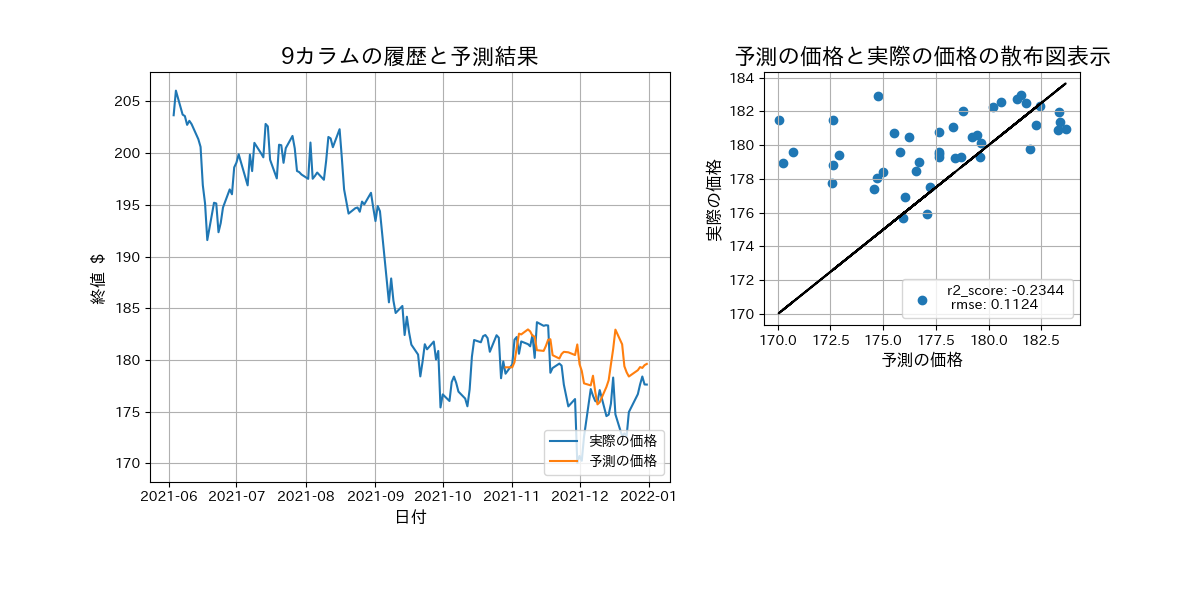 9カラムの履歴と予測結果
終値 $
205
200
195
190
185
180
175
170
実際の価格
予測の価格
2021-06 2021-07 2021-08 2021-09 2021-10 2021-11 2021-12 2022-01
日付
予測の価格と実際の価格の散布図表示
実際の価格
184
182
180
178
176
174
172
170
r2_score: -0.2344
rmse: 0.1124
170.0 172.5 175.0 177.5 180.0 182.5
予測の価格